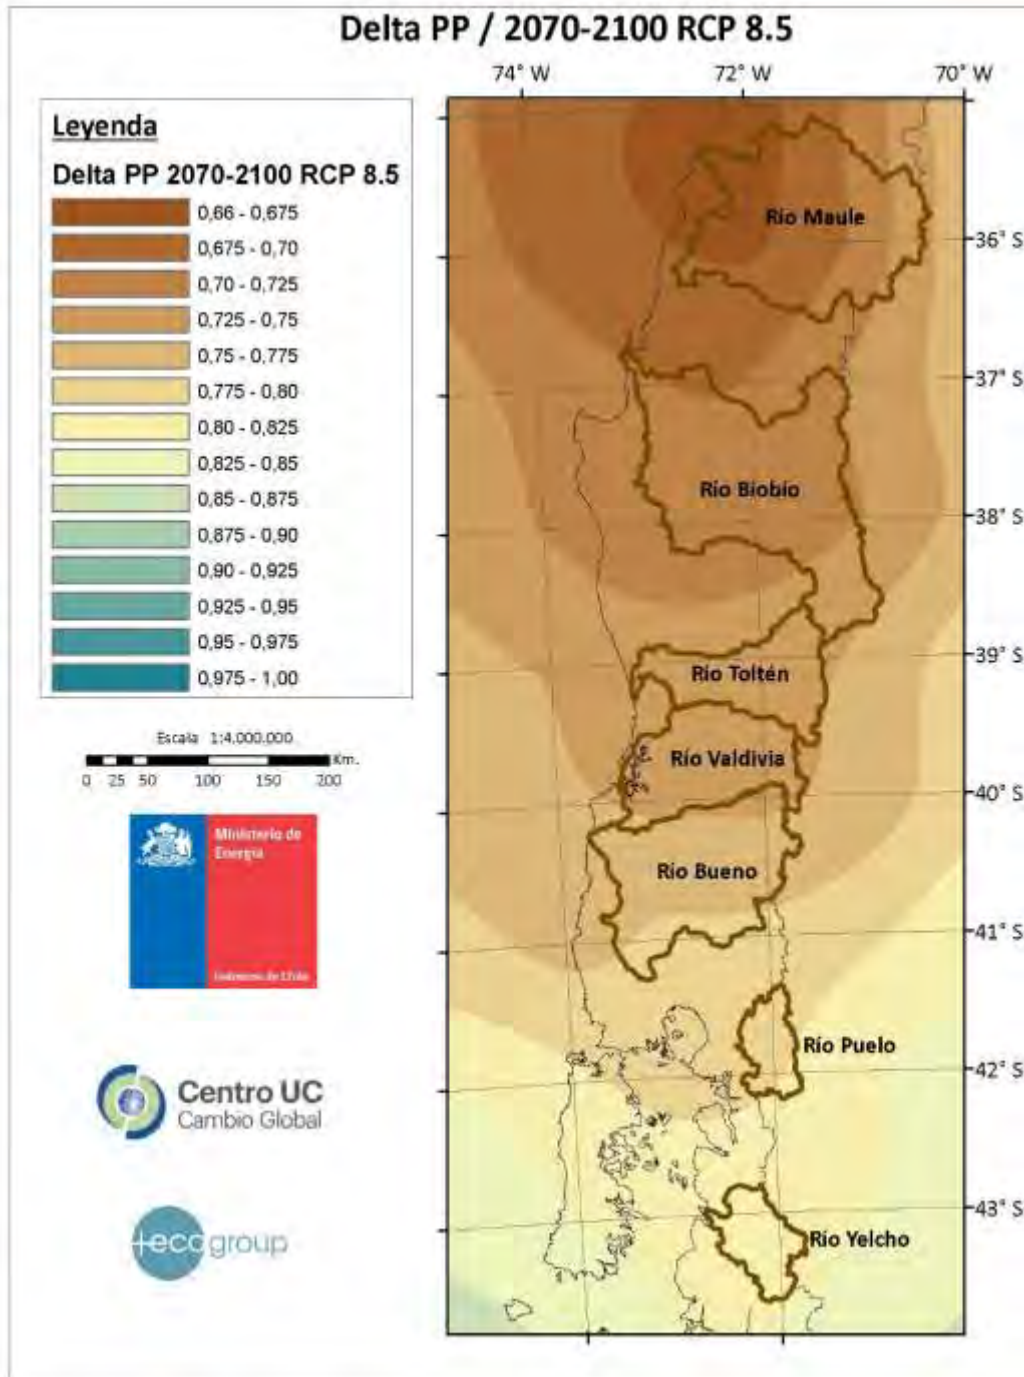 Delta PP / 2070-2100 RCP 8.5
74° W
72° W
70° W
Leyenda
Delta PP 2070-2100 RCP 8.5
0,66 - 0,675
0,675 - 0,70
0,70 - 0,725
0,725 - 0,75
0,75 - 0,775
0,775 - 0,80
0,80 - 0,825
0,825 - 0,85
0,85 - 0,875
0,875 - 0,90
0,90 - 0,925
0,925 - 0,95
0,95 - 0,975
0,975 - 1,00
Escala 1:4.000.000
Km.
0 25 50 100 150 200
Ministerio de
Energía
Gobierno de Chile
Centro UC
Cambio Global
+ecogroup
Río Maule
36° S
37° S
Río Biobío
38° S
39° S
Río Toltén
Río Valdivia
40° S
Río Bueno
41° S
Río Puelo
42° S
43° S
Río Yelcho